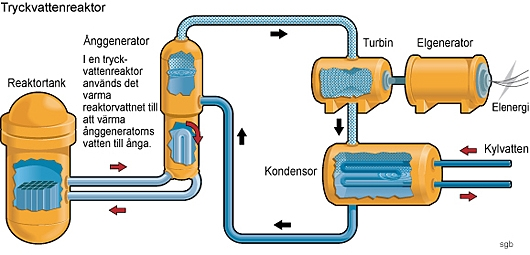 Tryckvattenreaktor
Ånggenerator
I en tryck-
vattenreaktor
används det
varma
reaktorvattnet till
att värma
ånggeneratoms
vatten till ånga.
Reaktortank
Turbin
Elgenerator
Elenergi
Kondensor
Kylvatten
sgb